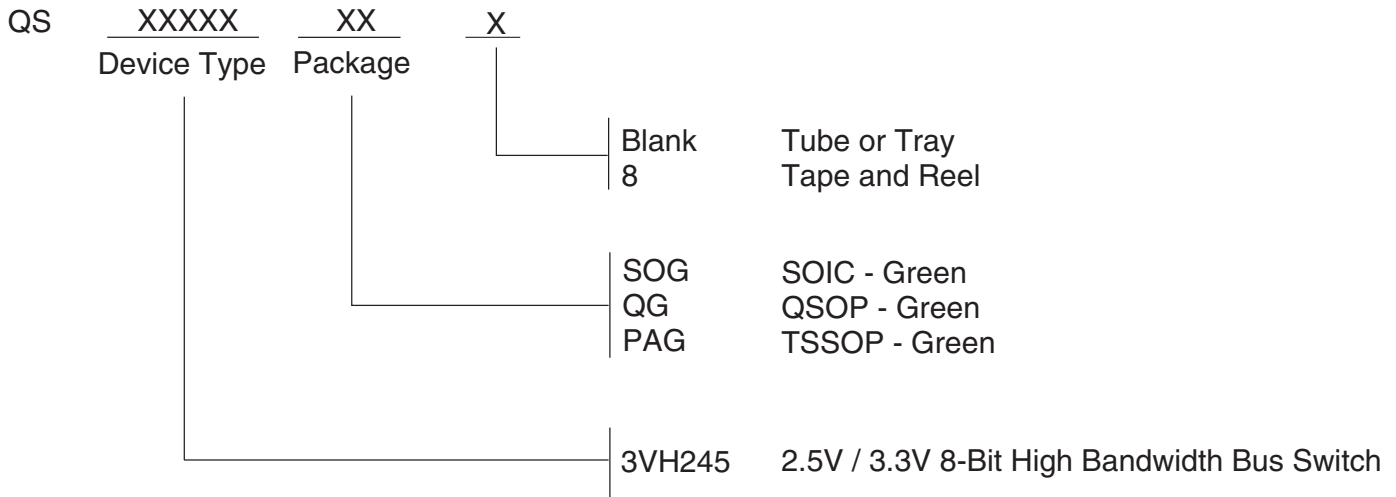 QS XXXXX XX X
Device Type Package
Blank Tube or Tray
8 Tape and Reel
SOG SOIC - Green
QG QSOP - Green
PAG TSSOP - Green
3VH245 2.5V / 3.3V 8-Bit High Bandwidth Bus Switch